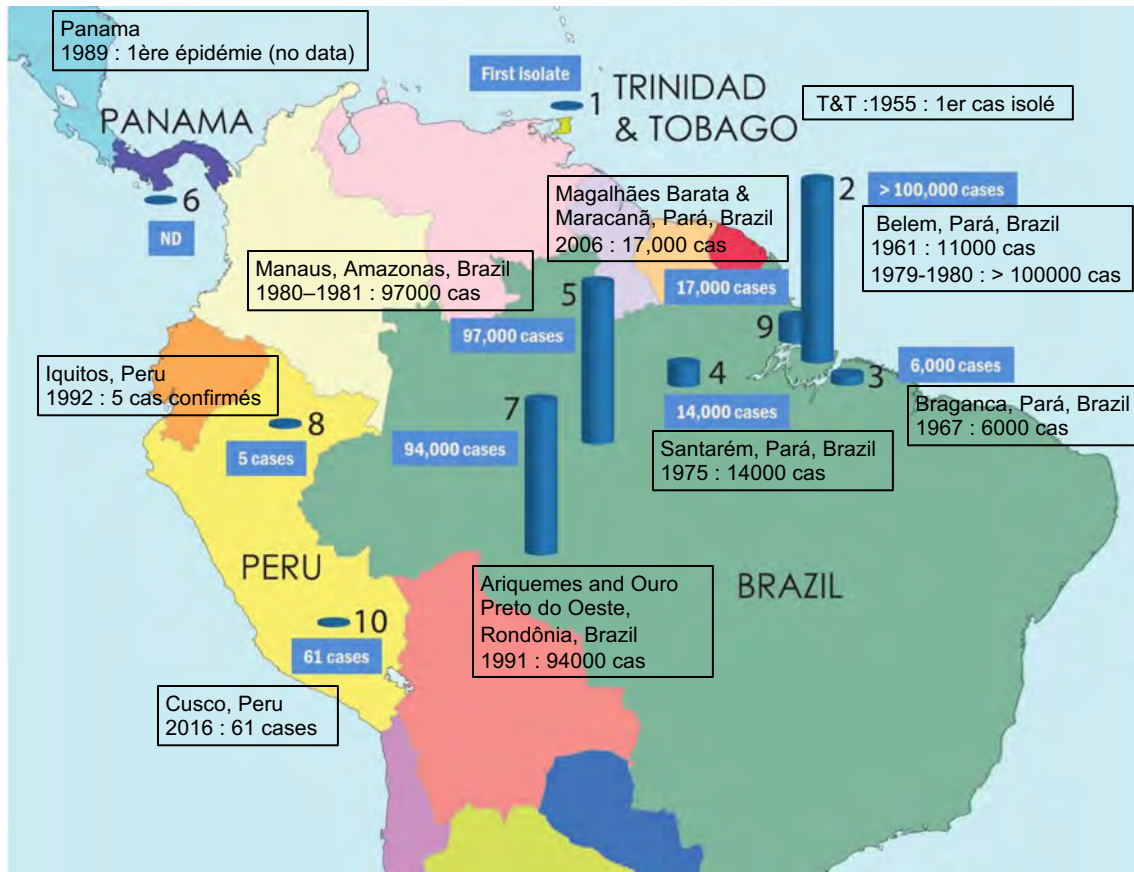 Panama
1989 : 1ère épidémie (no data)
First isolate
1
TRINIDAD
& TOBAGO
T&T :1955 : 1er cas isolé
PANAMA
6
ND
Magalhães Barata &
Maracanã, Pará, Brazil
2006 : 17,000 cas
2
> 100,000 cases
Belem, Pará, Brazil
1961 : 11000 cas
1979-1980 : > 100000 cas
Manaus, Amazonas, Brazil
1980–1981 : 97000 cas
5
17,000 cases
97,000 cases
9
Iquitos, Peru
1992 : 5 cas confirmés
8
5 cases
7
94,000 cases
4
14,000 cases
3
6,000 cases
Braganca, Pará, Brazil
1967 : 6000 cas
Santarém, Pará, Brazil
1975 : 14000 cas
PERU
BRAZIL
Ariquemes and Ouro
Preto do Oeste,
Rondônia, Brazil
1991 : 94000 cas
10
61 cases
Cusco, Peru
2016 : 61 cases